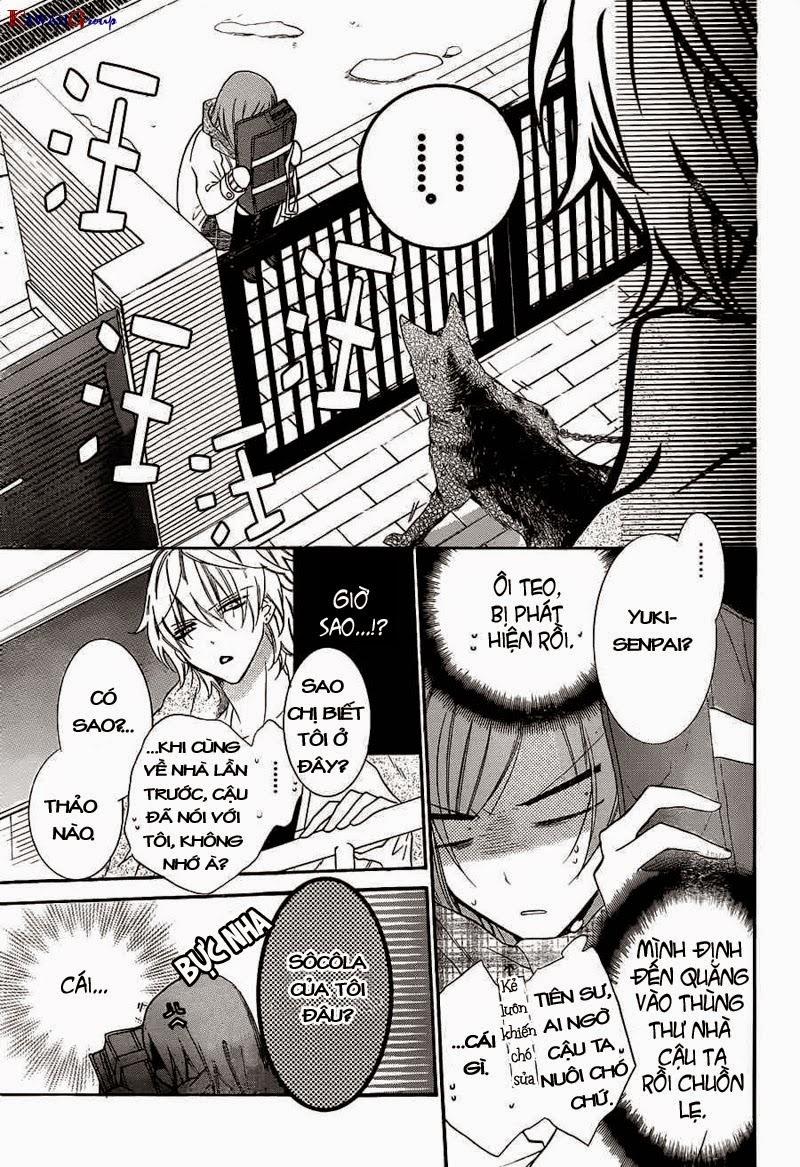 KENPANGroup
......!
......
YUKI-
SENPAI?
ÔI TEO,
BỊ PHÁT
HIỆN RỒI.
MÌNH ĐỊNH
ĐẾN QUẲNG
VÀO THÙNG
THƯ NHÀ
CẬU TA
RỒI CHUỒN
LẸ.
TIÊN SƯ,
AI NGỜ
CẬU TA
NUÔI CHÓ
CHỨ.
Kẻ
luôn
khiến
chó
sủa
...CÁI
GÌ.
GIỜ
SAO...!?
SAO
CHỊ BIẾT
TÔI Ở
ĐÂY?
......
...KHI CÙNG
VỀ NHÀ LẦN
TRƯỚC, CẬU
ĐÃ NÓI VỚI
TÔI, KHÔNG
NHỚ À?
CÓ
SAO?...
THẢO
NÀO.
SÔCÔLA
CỦA TÔI
ĐÂU?
BỰC NHA
CÁI...